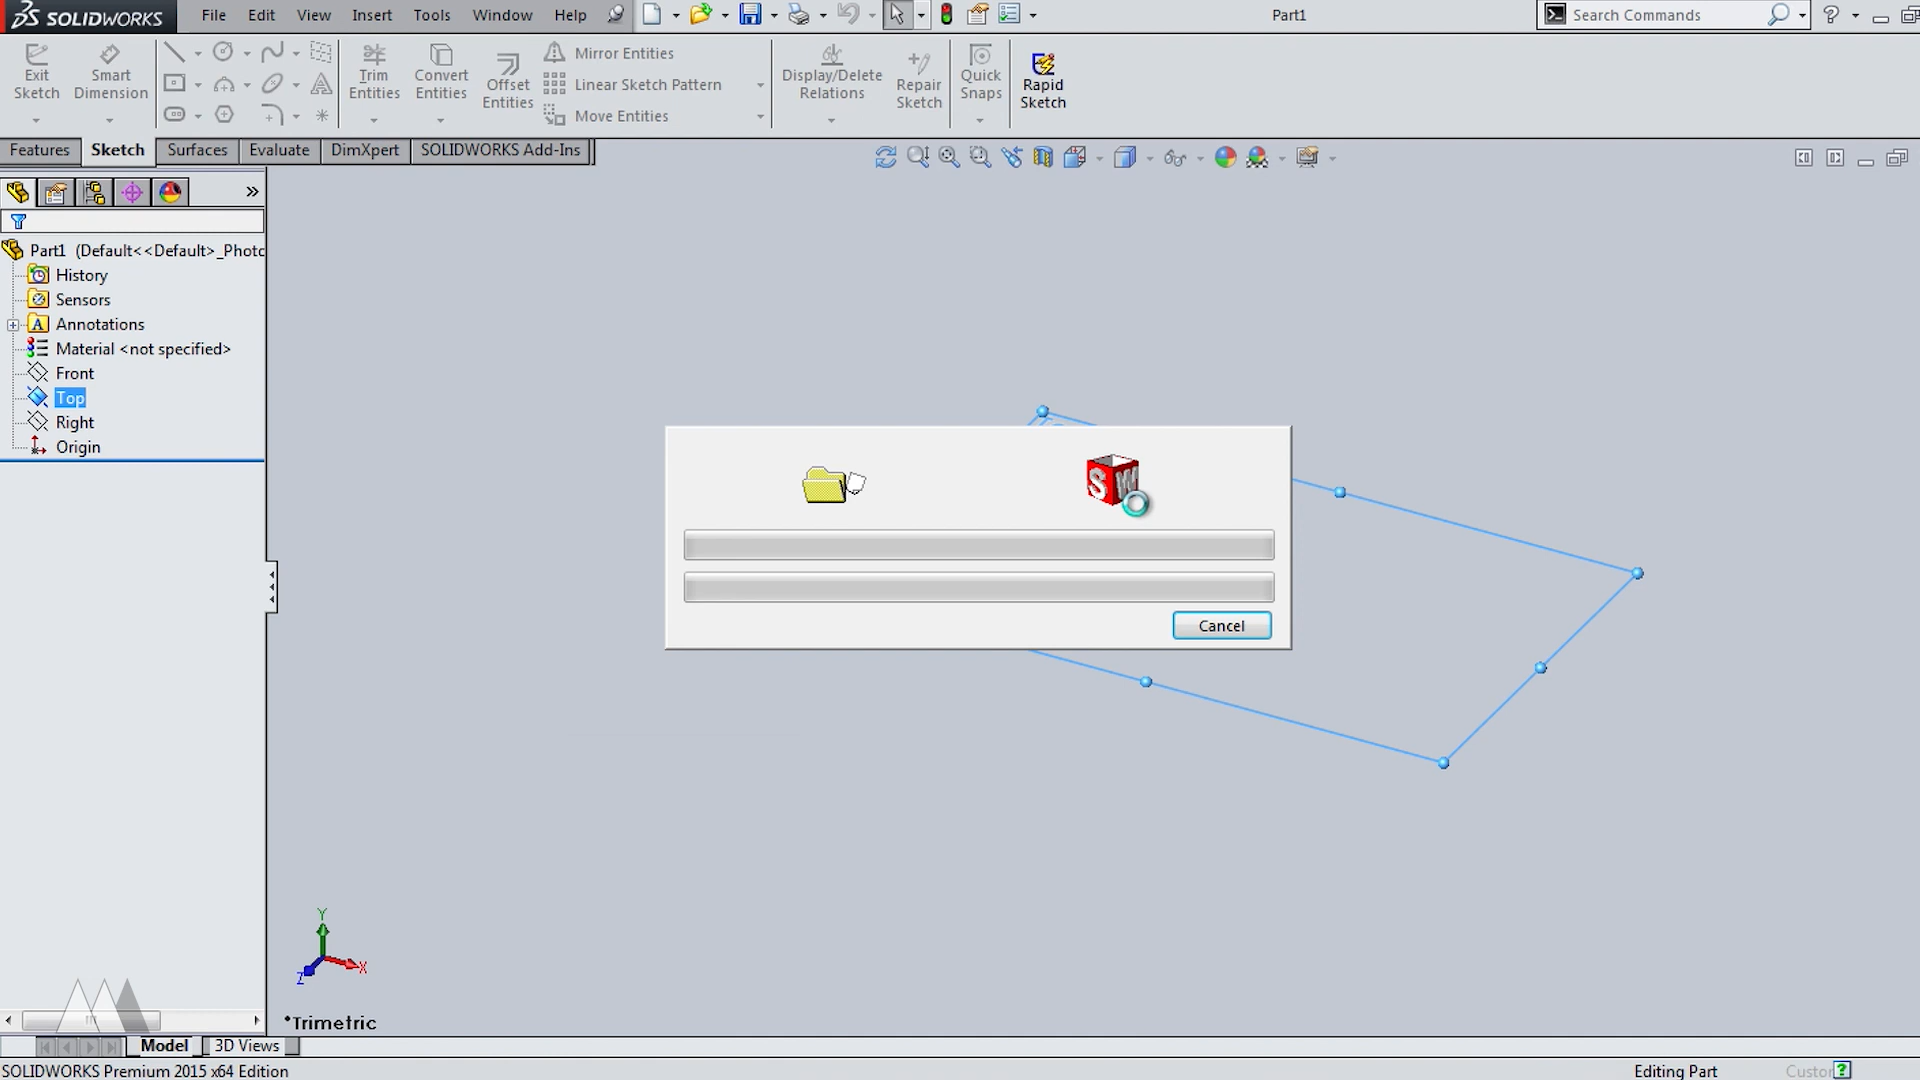 SOLIDWORKS File Edit View Insert Tools Window Help Part1 Search Commands ?
Exit Sketch
Smart Dimension
Trim Entities
Convert Entities
Offset Entities
Mirror Entities
Linear Sketch Pattern
Move Entities
Display/Delete Relations
Repair Sketch
Quick Snaps
Rapid Sketch
Features Sketch Surfaces Evaluate DimXpert SOLIDWORKS Add-Ins
Part1 (Default<<Default>_Photo
History
Sensors
A Annotations
Material <not specified>
Front
Top
Right
Origin
SW
Cancel
Y
X
Z
*Trimetric
Model 3D Views
SOLIDWORKS Premium 2015 x64 Edition Editing Part Custom ?